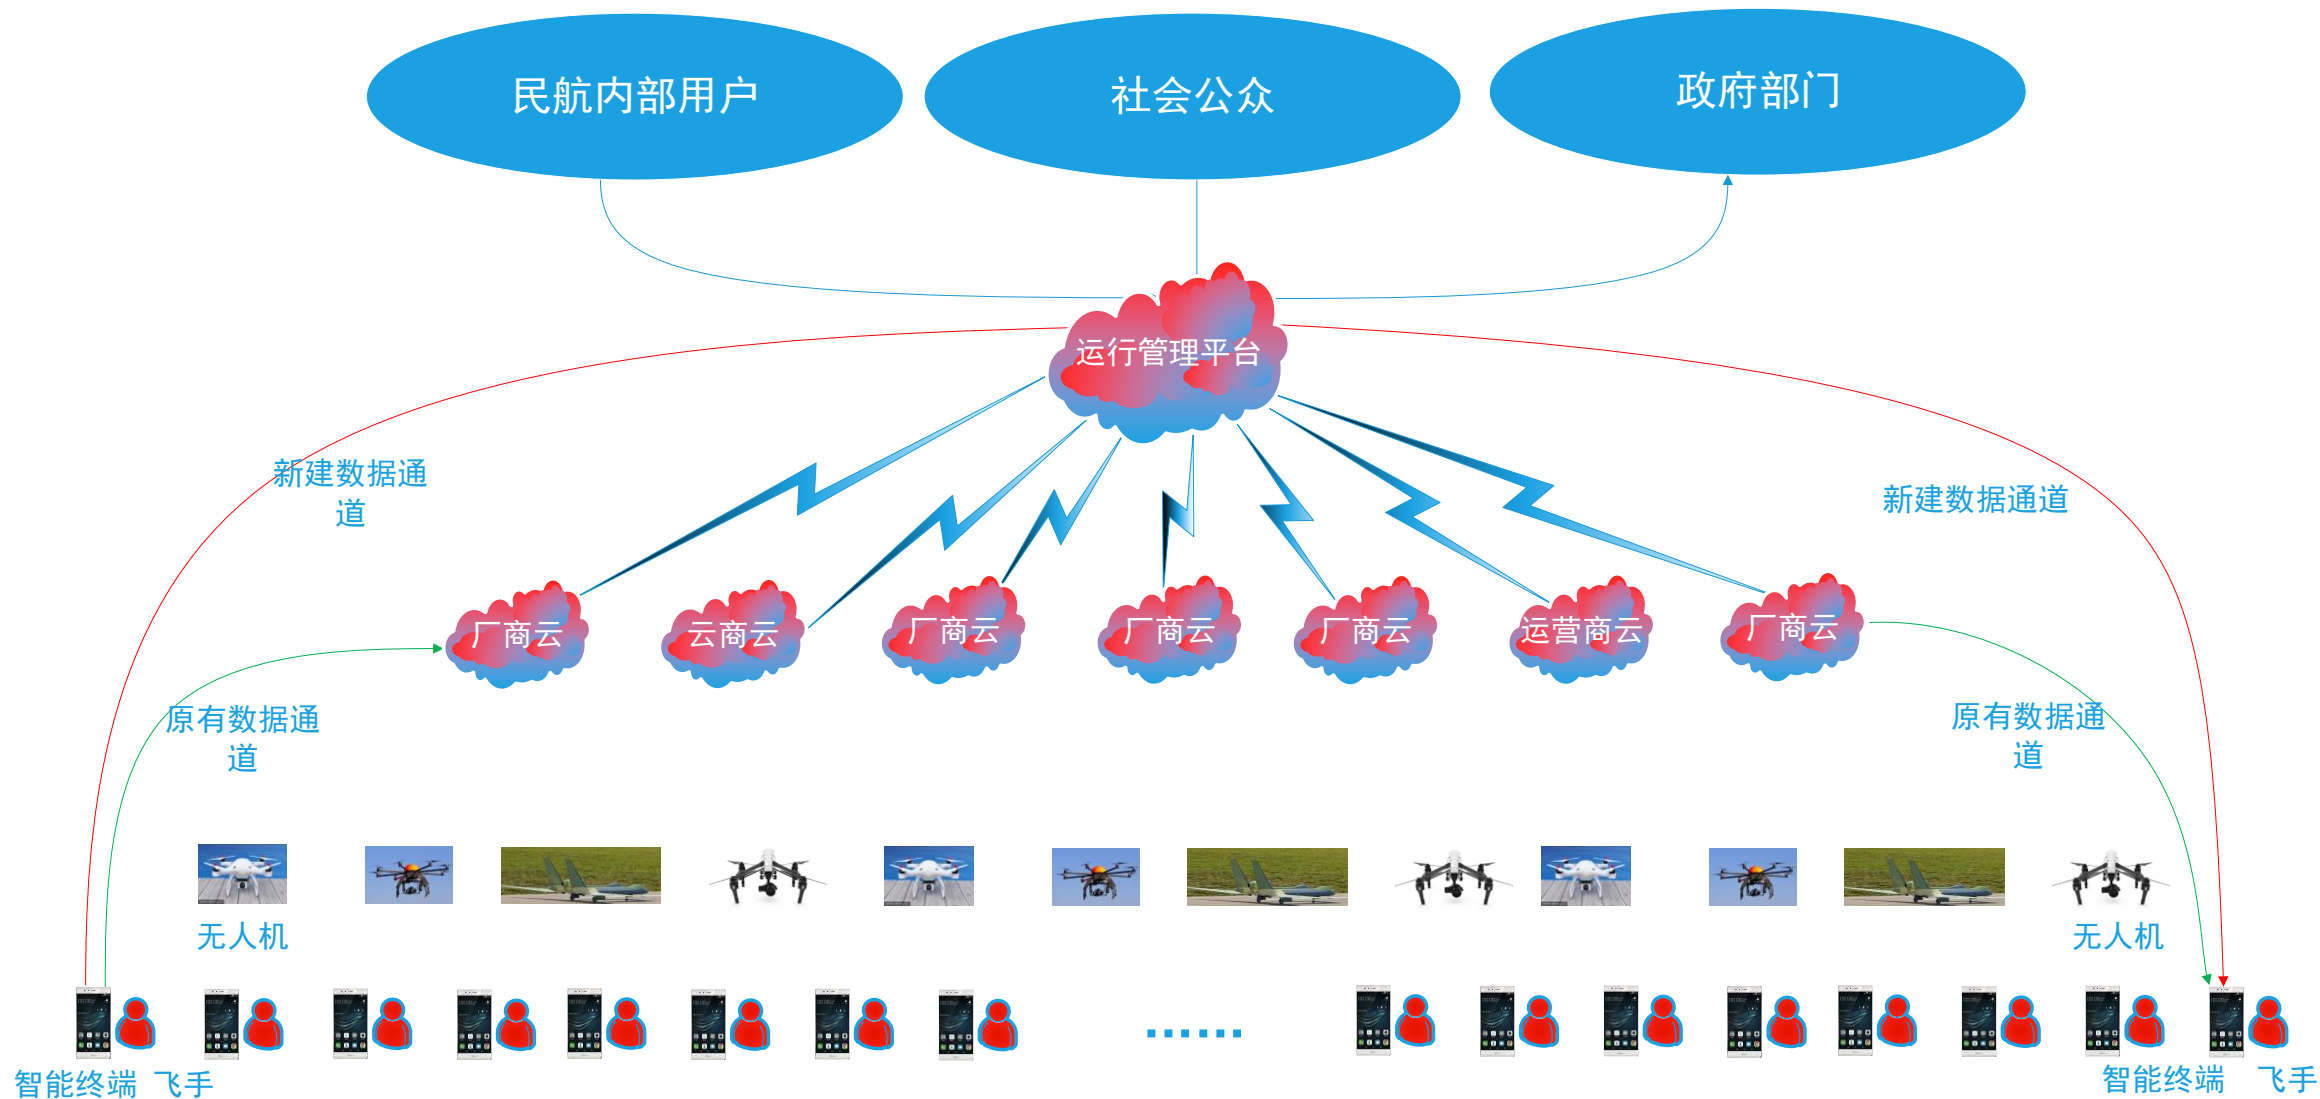 民航内部用户
社会公众
政府部门
运行管理平台
新建数据通
道
新建数据通道
厂商云
云商云
厂商云
厂商云
厂商云
运营商云
厂商云
原有数据通
道
原有数据通
道
无人机
无人机
……
智能终端 飞手
智能终端 飞手